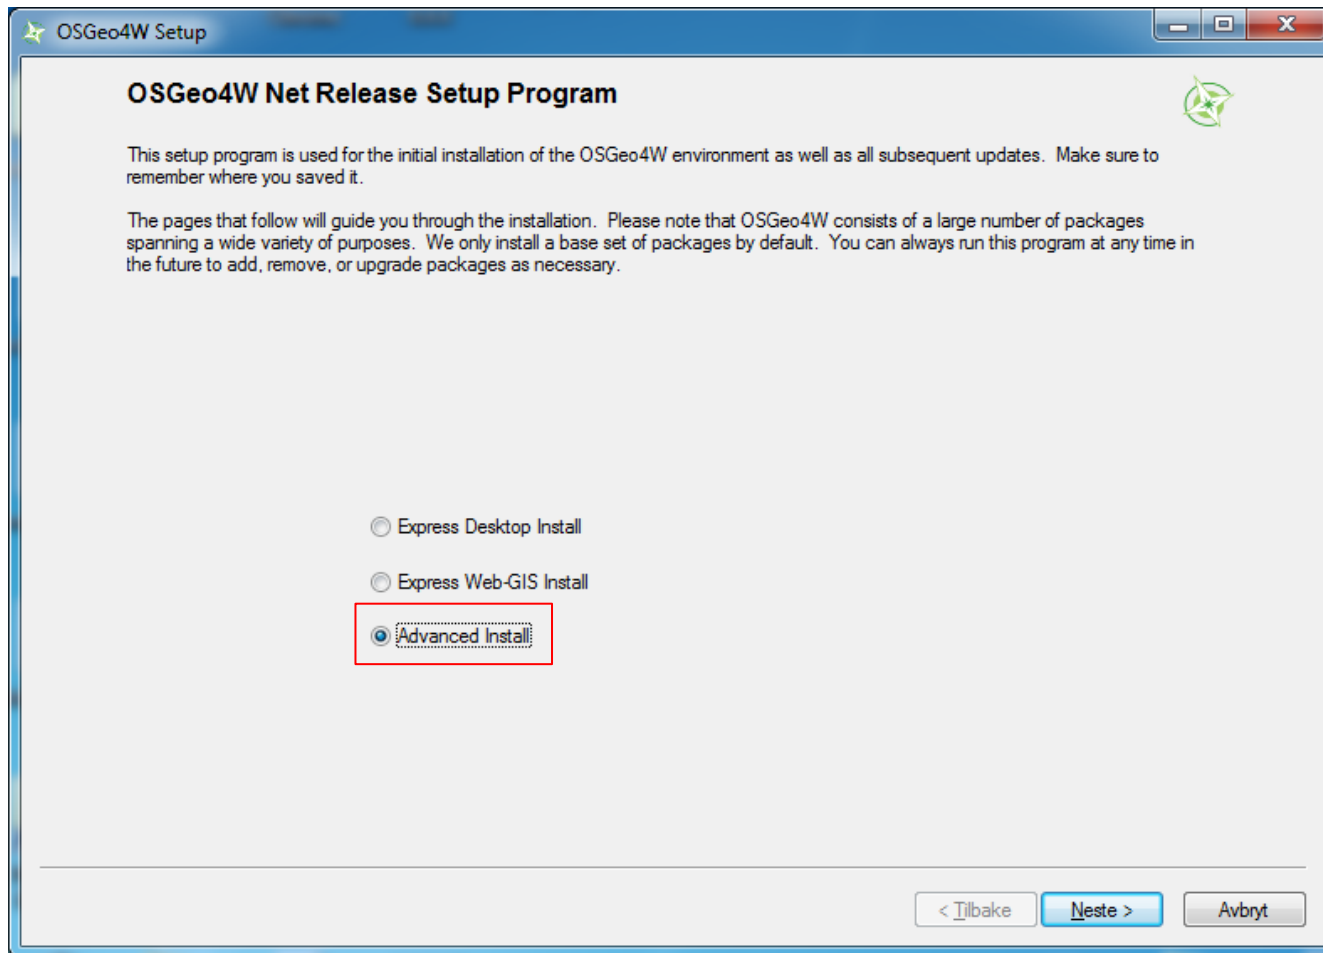 OSGeo4W Setup
OSGeo4W Net Release Setup Program
This setup program is used for the initial installation of the OSGeo4W environment as well as all subsequent updates.  Make sure to
remember where you saved it.
The pages that follow will guide you through the installation.  Please note that OSGeo4W consists of a large number of packages
spanning a wide variety of purposes.  We only install a base set of packages by default.  You can always run this program at any time in
the future to add, remove, or upgrade packages as necessary.
Express Desktop Install
Express Web-GIS Install
Advanced Install
< Tilbake
Neste >
Avbryt